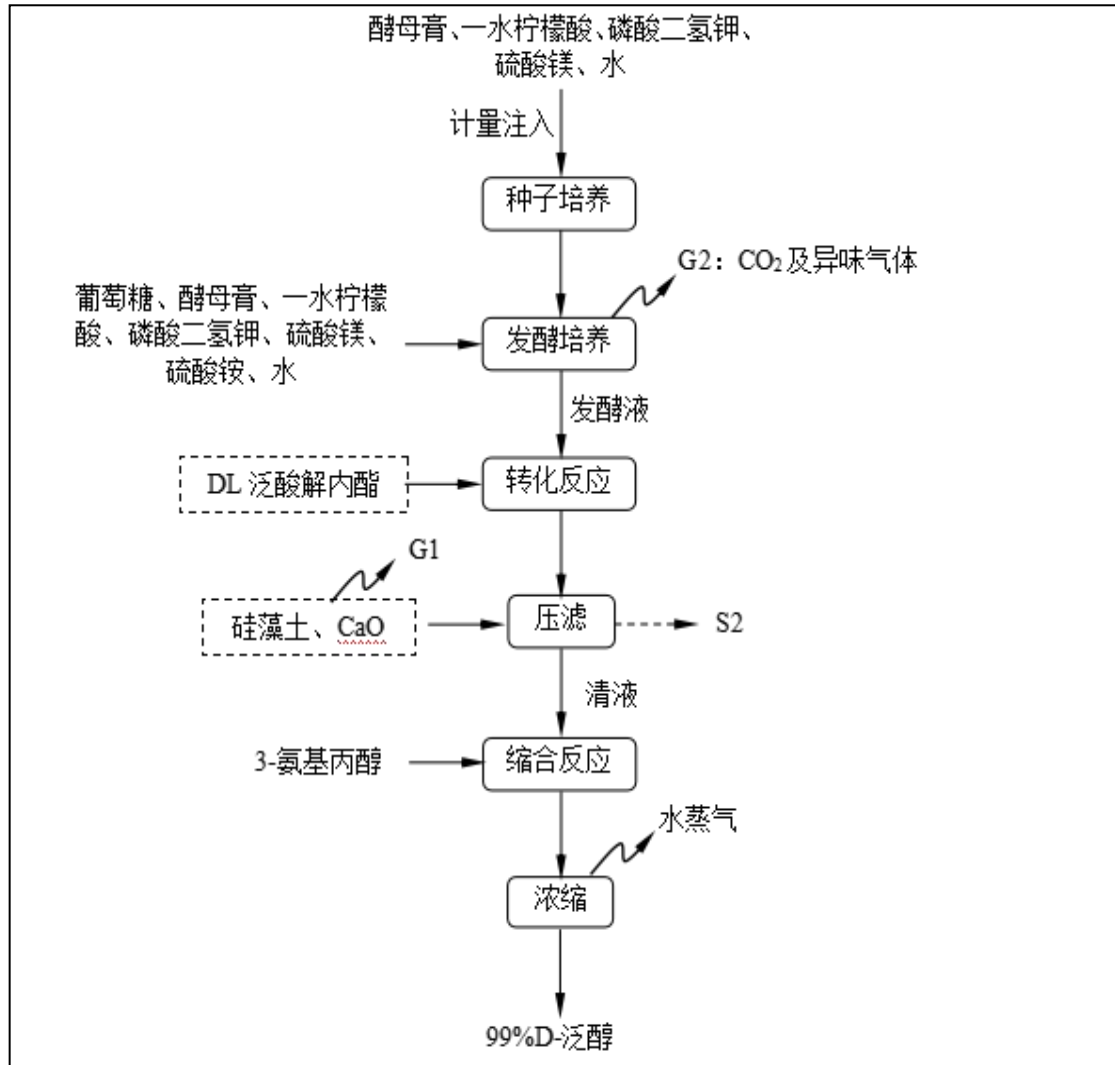 酵母膏、一水柠檬酸、磷酸二氢钾、
硫酸镁、水
计量注入
种子培养
G2：CO₂及异味气体
葡萄糖、酵母膏、一水柠檬
酸、磷酸二氢钾、硫酸镁、
硫酸铵、水
发酵培养
发酵液
DL 泛酸解内酯
转化反应
G1
硅藻土、CaO
压滤
S2
清液
3-氨基丙醇
缩合反应
水蒸气
浓缩
99%D-泛醇